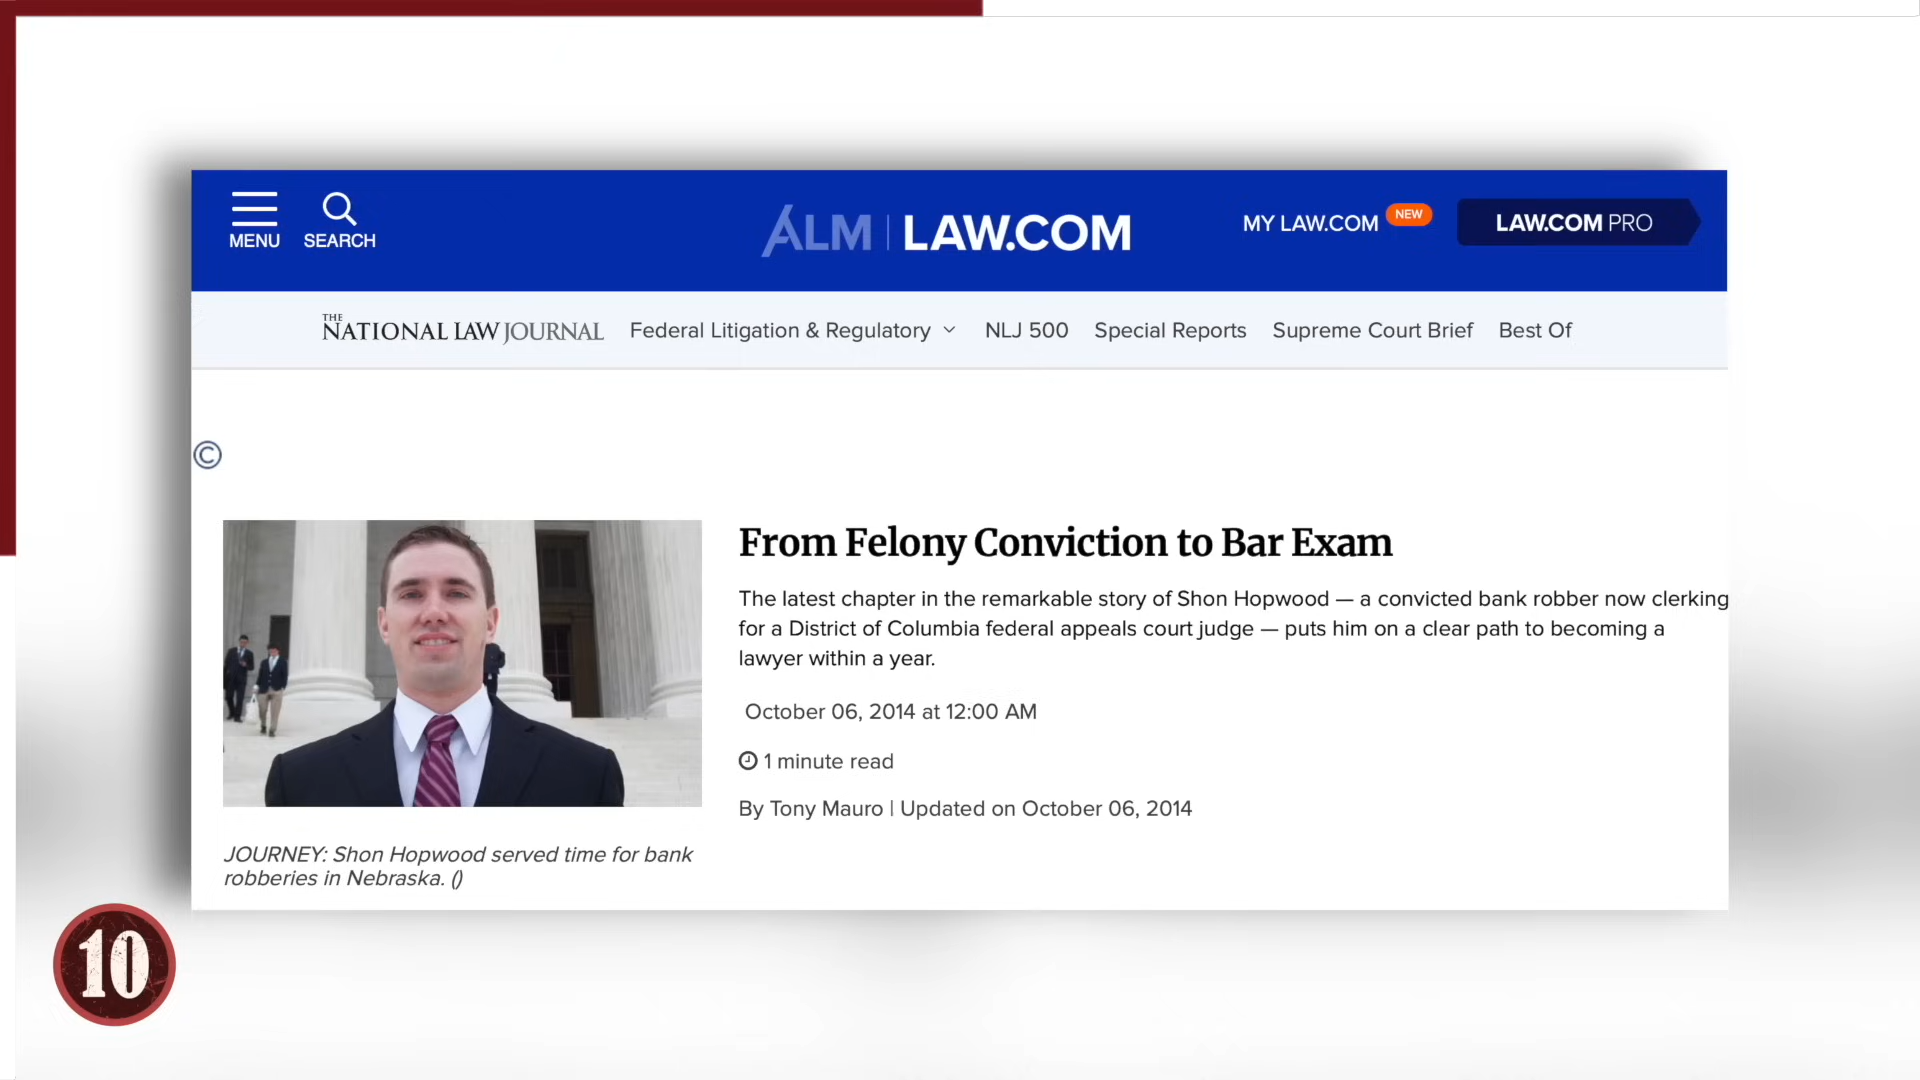 MENU
SEARCH
ALM | LAW.COM
MY LAW.COM NEW
LAW.COM PRO
THE NATIONAL LAW JOURNAL
Federal Litigation & Regulatory
NLJ 500
Special Reports
Supreme Court Brief
Best Of
©
From Felony Conviction to Bar Exam
The latest chapter in the remarkable story of Shon Hopwood — a convicted bank robber now clerking
for a District of Columbia federal appeals court judge — puts him on a clear path to becoming a
lawyer within a year.
October 06, 2014 at 12:00 AM
1 minute read
By Tony Mauro | Updated on October 06, 2014
JOURNEY: Shon Hopwood served time for bank
robberies in Nebraska. ()
10